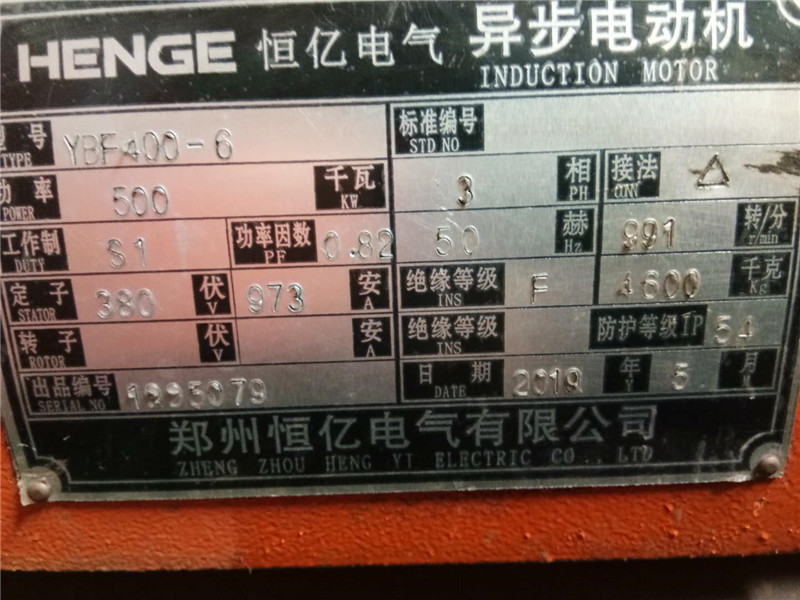 HENGE 恒亿电气 异步电动机
INDUCTION MOTOR
型号 TYPE YBF400-6 标准编号 STD NO
功率 POWER 500 千瓦 KW 3 相 PH 接法 CONN △
工作制 DUTY S1 功率因数 PF 0.82 50 赫 Hz 991 转/分 r/min
定子 STATOR 380 伏 V 973 安 A 绝缘等级 INS F 4600 千克 Kg
转子 ROTOR 伏 V 安 A 绝缘等级 INS 防护等级 IP 54
出品编号 SERIAL NO 1995079 日期 DATE 2019 年 Y 5 月 M
郑州恒亿电气有限公司
ZHENG ZHOU HENG YI ELECTRIC CO., LTD